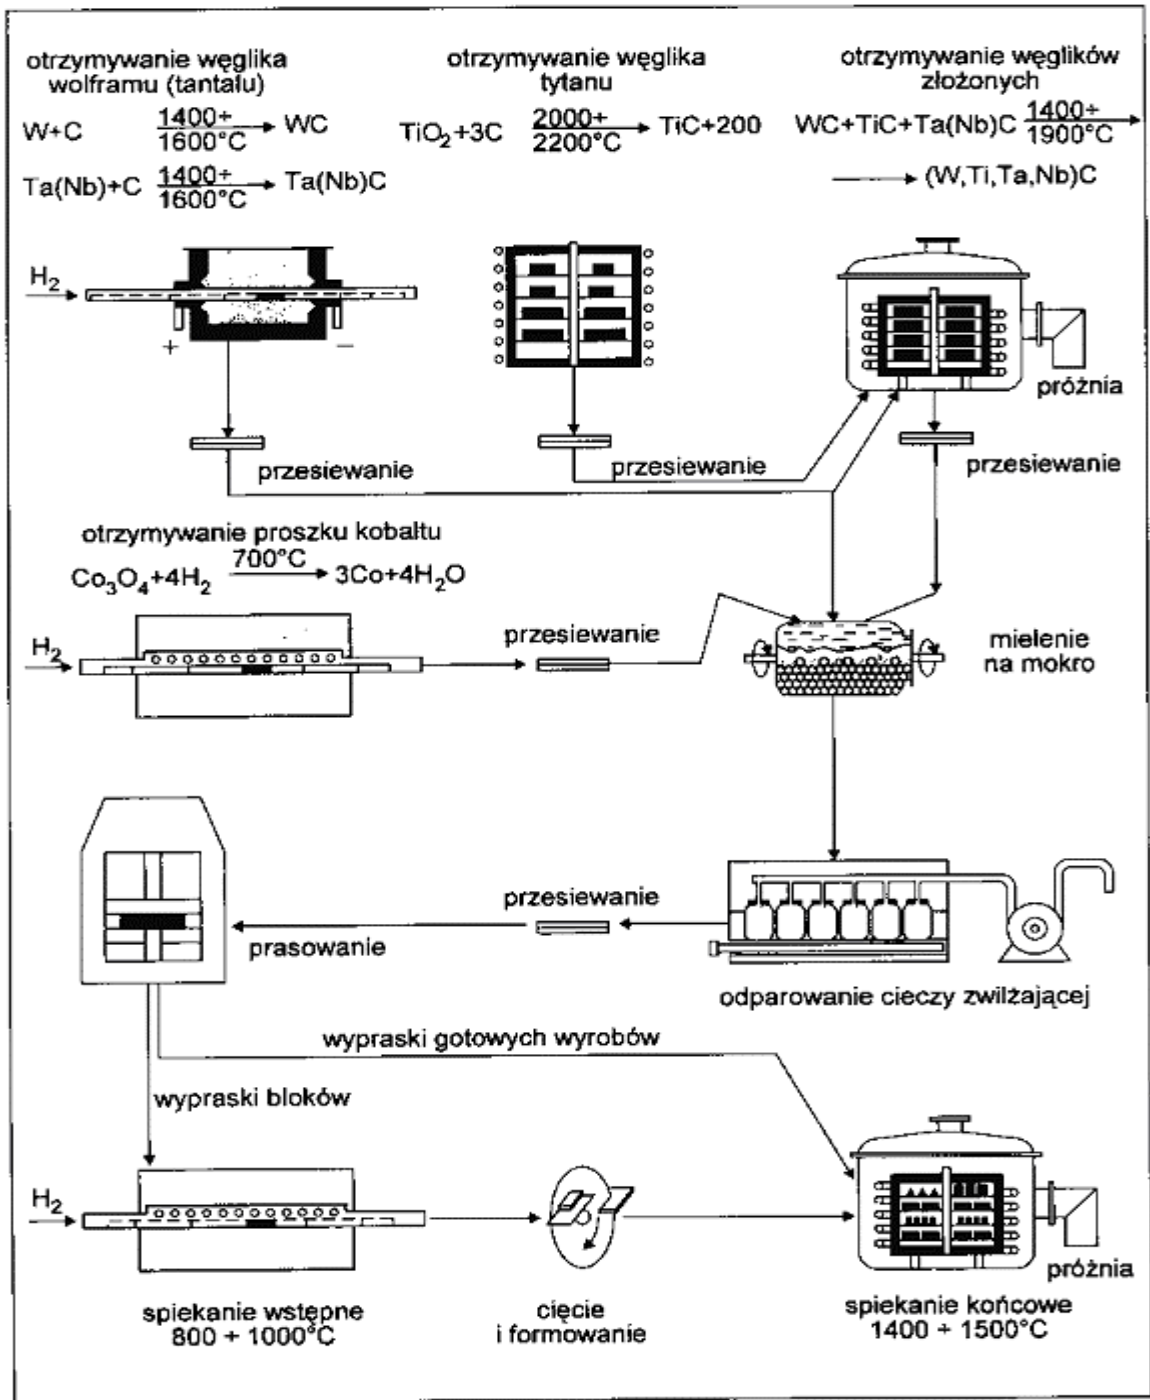 otrzymywanie węglika
wolframu (tantalu)
W+C 1400÷ 1600°C WC
Ta(Nb)+C 1400÷ 1600°C Ta(Nb)C
otrzymywanie węglika
tytanu
TiO₂+3C 2000÷ 2200°C TiC+200
otrzymywanie węglików
złożonych
WC+TiC+Ta(Nb)C 1400÷ 1900°C
(W,Ti,Ta,Nb)C
H₂
+ −
próżnia
przesiewanie
przesiewanie
przesiewanie
otrzymywanie proszku kobaltu
Co₃O₄+4H₂ 700°C 3Co+4H₂O
H₂
przesiewanie
mielenie
na mokro
przesiewanie
prasowanie
odparowanie cieczy zwilżającej
wypraski gotowych wyrobów
wypraski bloków
H₂
próżnia
spiekanie wstępne
800 ÷ 1000°C
cięcie
i formowanie
spiekanie końcowe
1400 ÷ 1500°C